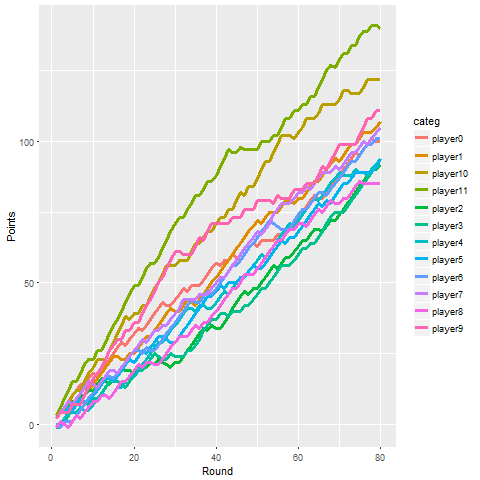 100
50
0
Points
0
20
40
60
80
Round
categ
player0
player1
player10
player11
player2
player3
player4
player5
player6
player7
player8
player9